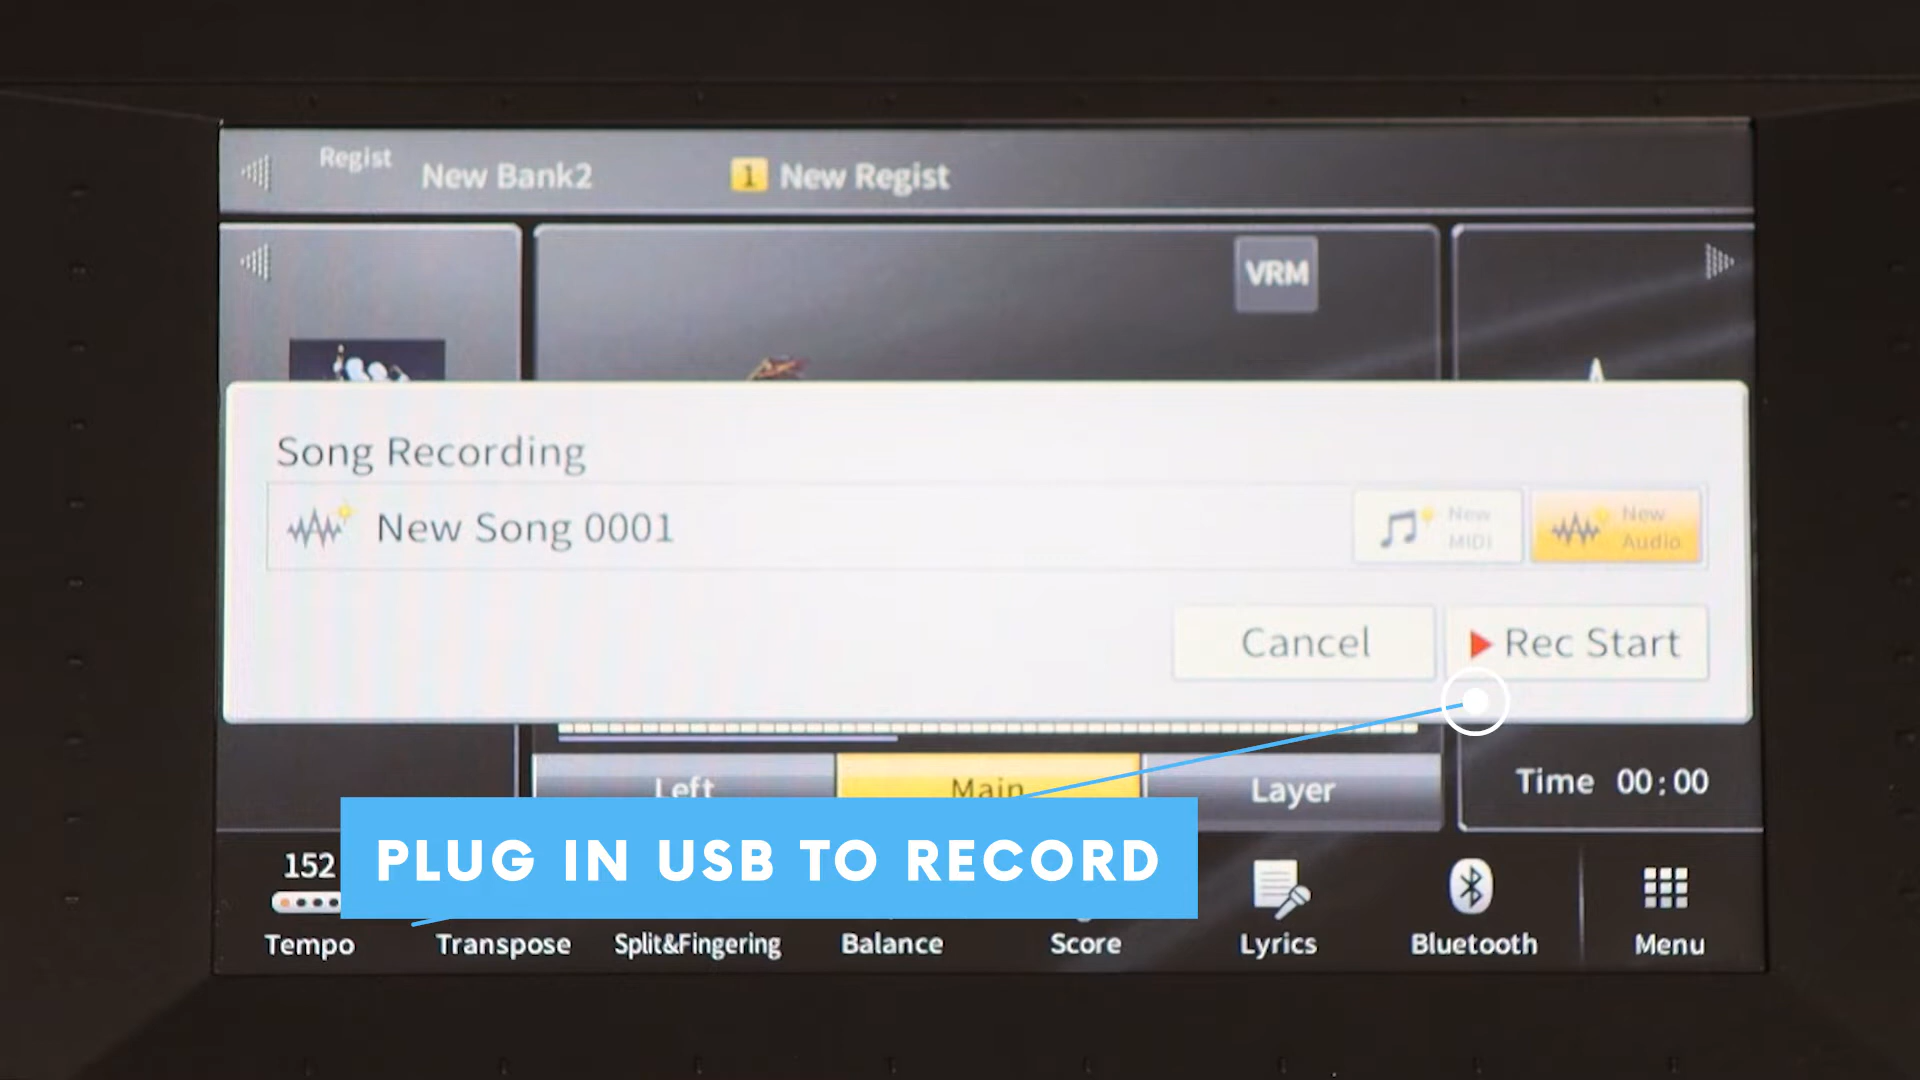 Regist
New Bank2
1 New Regist
VRM
Song Recording
New Song 0001
New
MIDI
New
Audio
Cancel
Rec Start
Left
Main
Layer
Time 00:00
PLUG IN USB TO RECORD
152
Tempo
Transpose
Split&Fingering
Balance
Score
Lyrics
Bluetooth
Menu